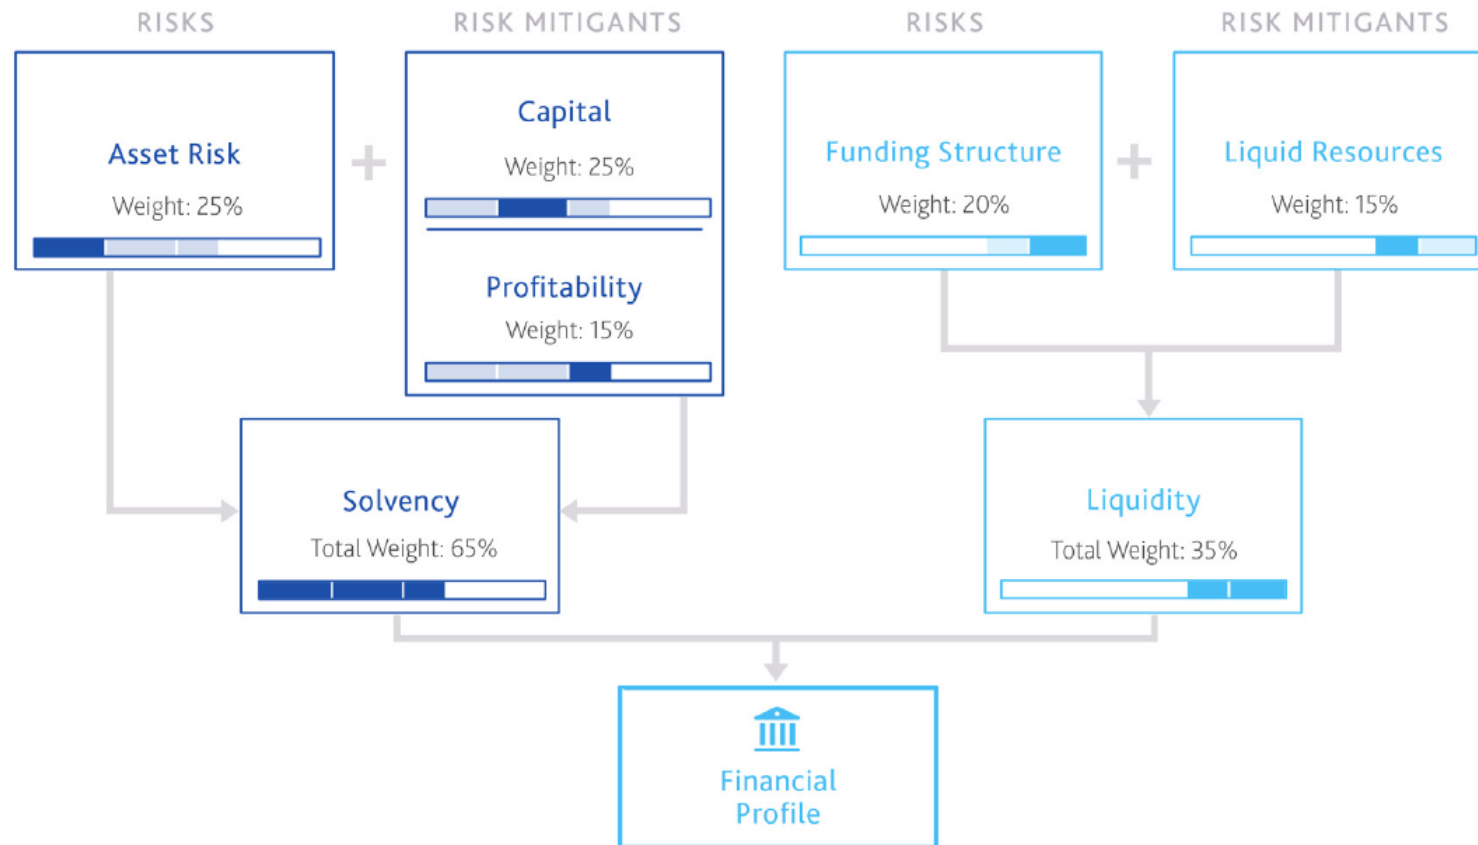 RISKS
RISK MITIGANTS
RISKS
RISK MITIGANTS
Asset Risk
Weight: 25%
Capital
Weight: 25%
Profitability
Weight: 15%
Funding Structure
Weight: 20%
Liquid Resources
Weight: 15%
Solvency
Total Weight: 65%
Liquidity
Total Weight: 35%
Financial
Profile